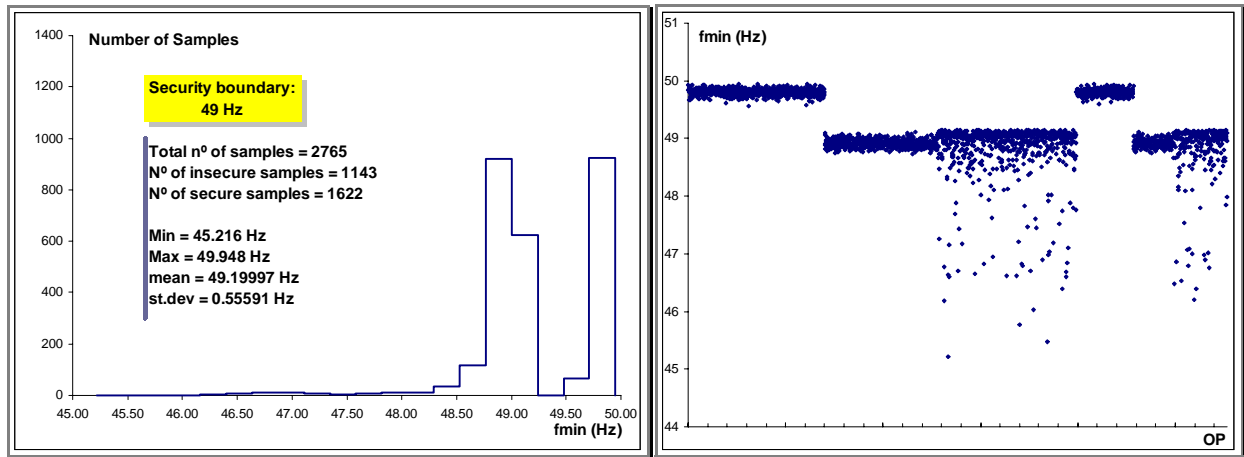 Number of Samples
1400
1200
1000
800
600
400
200
0
Security boundary:
49 Hz
Total nº of samples = 2765
Nº of insecure samples = 1143
Nº of secure samples = 1622
Min = 45.216 Hz
Max = 49.948 Hz
mean = 49.19997 Hz
st.dev = 0.55591 Hz
45.00 45.50 46.00 46.50 47.00 47.50 48.00 48.50 49.00 49.50 50.00
fmin (Hz)
fmin (Hz)
51
50
49
48
47
46
45
44
OP